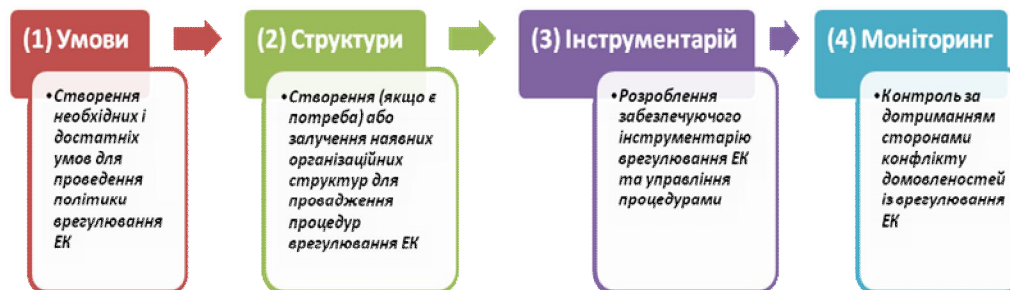 (1) Умови
•Створення
необхідних і
достатніх
умов для
проведення
політики
врегулювання
ЕК
(2) Структури
•Створення (якщо є
потреба) або
залучення наявних
організаційних
структур для
провадження
процедур
врегулювання ЕК
(3) Інструментарій
•Розроблення
забезпечуючого
інструментарію
врегулювання ЕК
та управління
процедурами
(4) Моніторинг
•Контроль за
дотриманням
сторонами
конфлікту
домовленостей
із врегулювання
ЕК